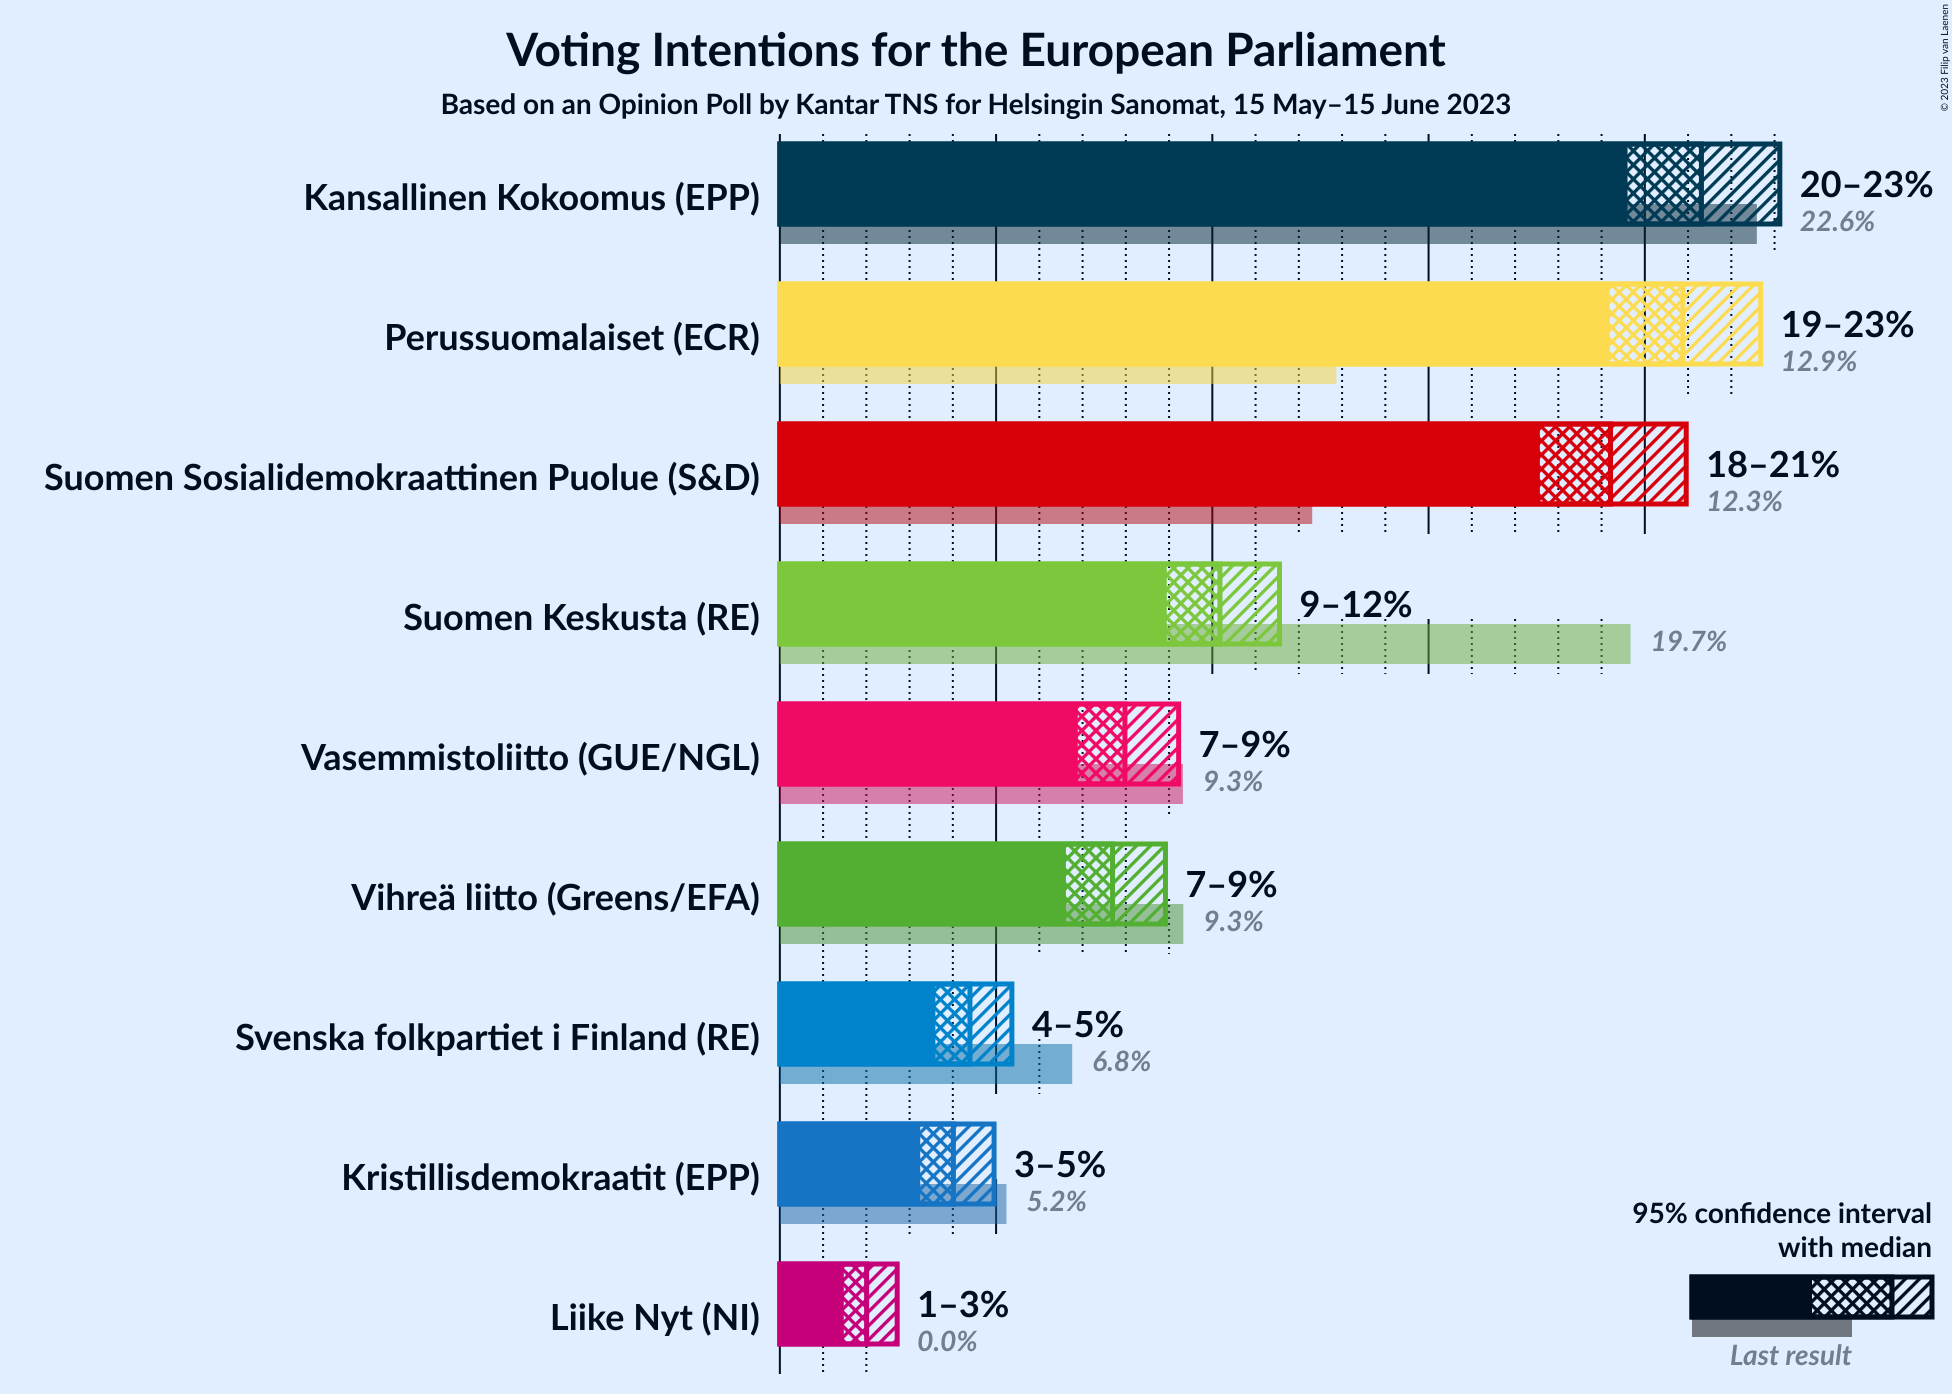 Voting Intentions for the European Parliament
Based on an Opinion Poll by Kantar TNS for Helsingin Sanomat, 15 May–15 June 2023
© 2023 Filip van Laenen
Kansallinen Kokoomus (EPP)
20–23%
22.6%
Perussuomalaiset (ECR)
19–23%
12.9%
Suomen Sosialidemokraattinen Puolue (S&D)
18–21%
12.3%
Suomen Keskusta (RE)
9–12%
19.7%
Vasemmistoliitto (GUE/NGL)
7–9%
9.3%
Vihreä liitto (Greens/EFA)
7–9%
9.3%
Svenska folkpartiet i Finland (RE)
4–5%
6.8%
Kristillisdemokraatit (EPP)
3–5%
5.2%
Liike Nyt (NI)
1–3%
0.0%
95% confidence interval
with median
Last result